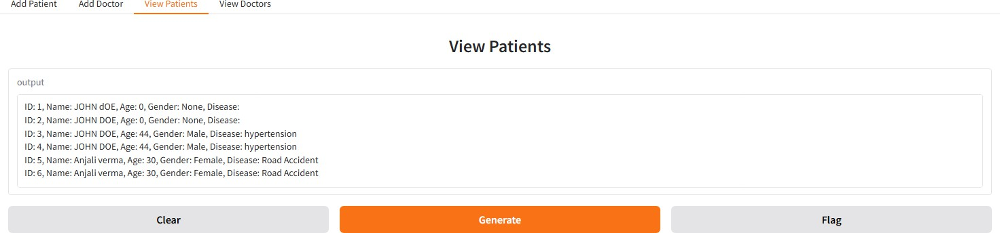 Add Patient Add Doctor View Patients View Doctors
View Patients
output
ID: 1, Name: JOHN dOE, Age: 0, Gender: None, Disease:
ID: 2, Name: JOHN DOE, Age: 0, Gender: None, Disease:
ID: 3, Name: JOHN DOE, Age: 44, Gender: Male, Disease: hypertension
ID: 4, Name: JOHN DOE, Age: 44, Gender: Male, Disease: hypertension
ID: 5, Name: Anjali verma, Age: 30, Gender: Female, Disease: Road Accident
ID: 6, Name: Anjali verma, Age: 30, Gender: Female, Disease: Road Accident
Clear Generate Flag